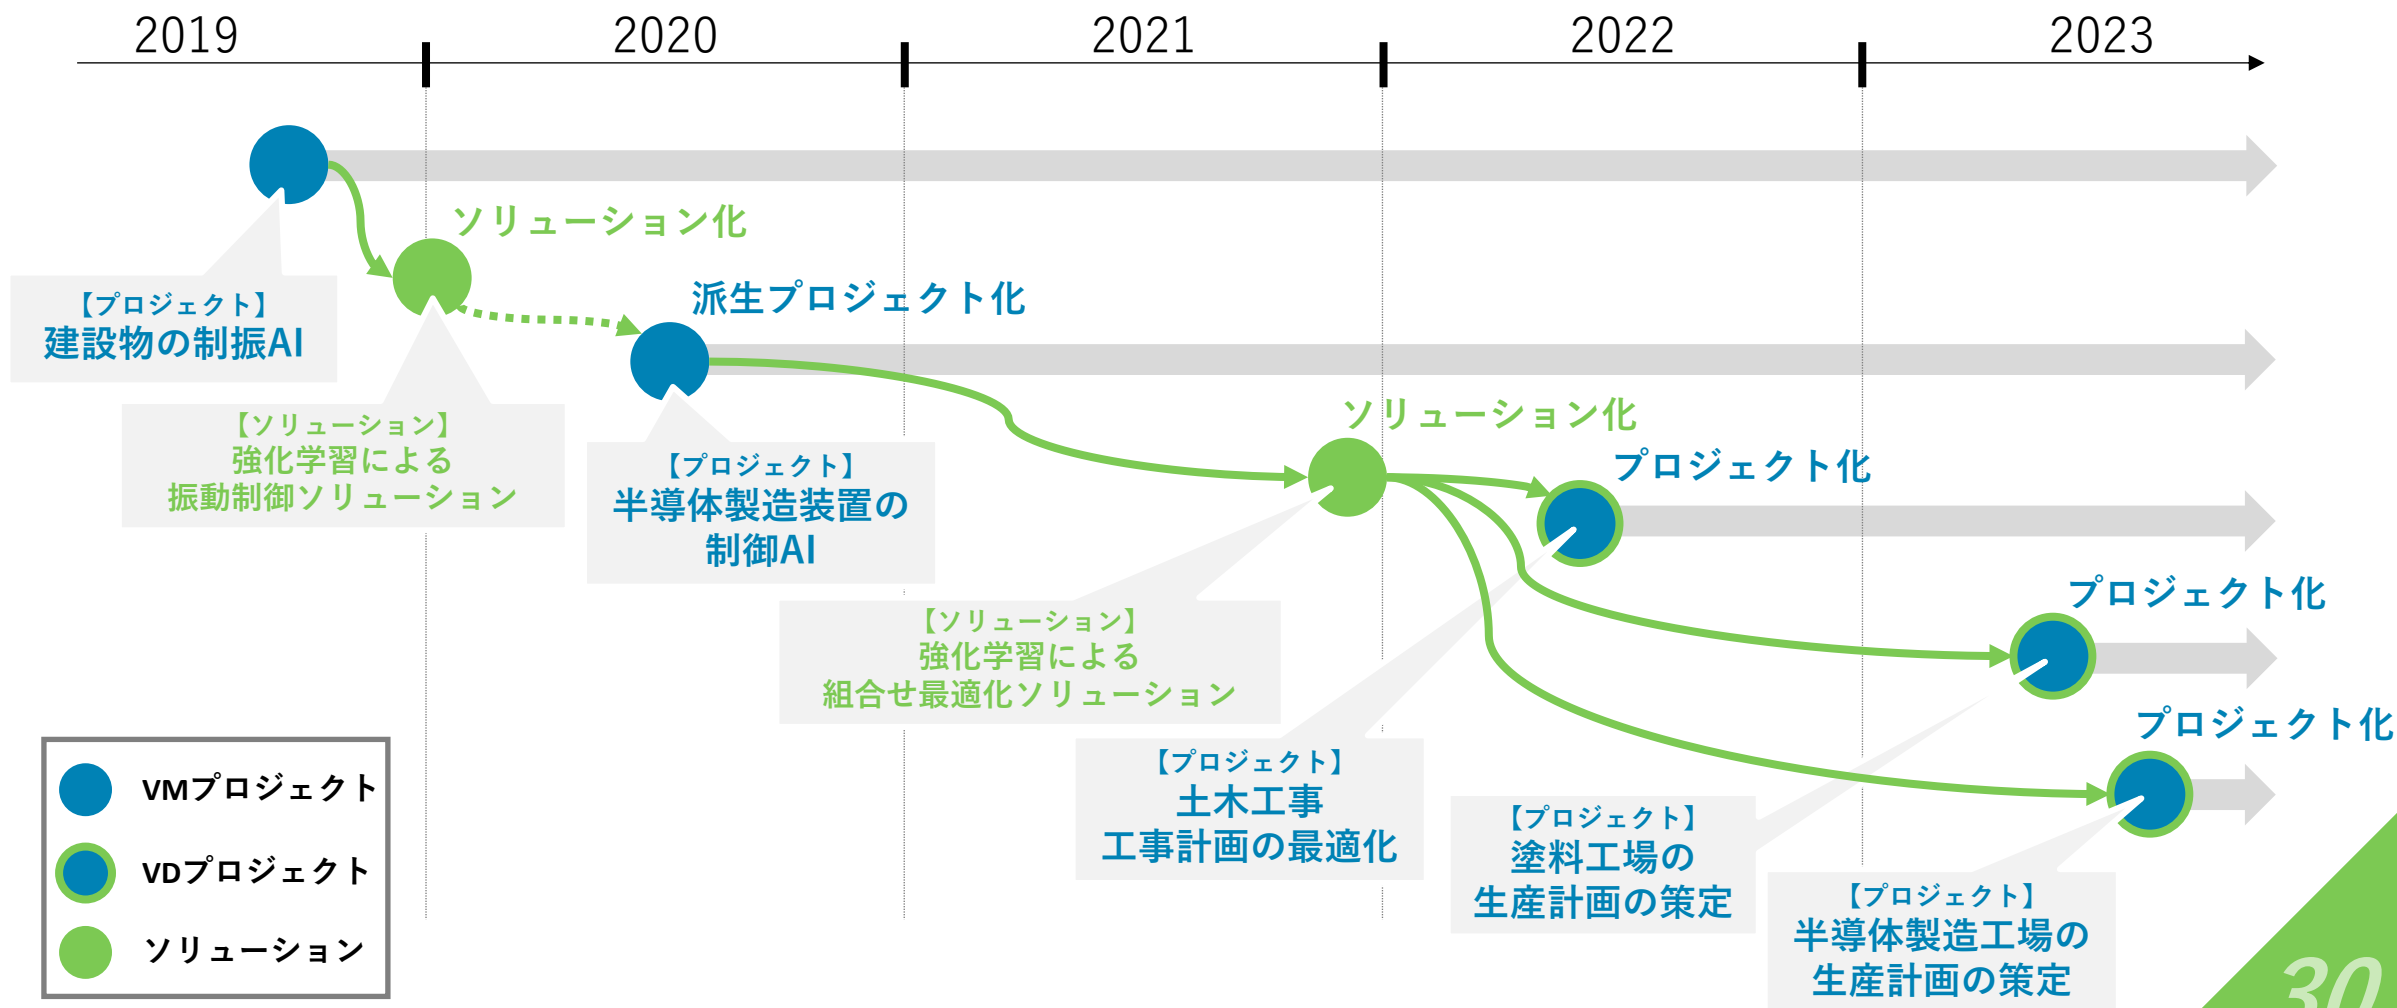 2019
2020
2021
2022
2023
ソリューション化
【プロジェクト】
建設物の制振AI
派生プロジェクト化
【ソリューション】
強化学習による
振動制御ソリューション
ソリューション化
【プロジェクト】
半導体製造装置の
制御AI
プロジェクト化
【ソリューション】
強化学習による
組合せ最適化ソリューション
プロジェクト化
【プロジェクト】
土木工事
工事計画の最適化
プロジェクト化
【プロジェクト】
塗料工場の
生産計画の策定
【プロジェクト】
半導体製造工場の
生産計画の策定
VMプロジェクト
VDプロジェクト
ソリューション
30